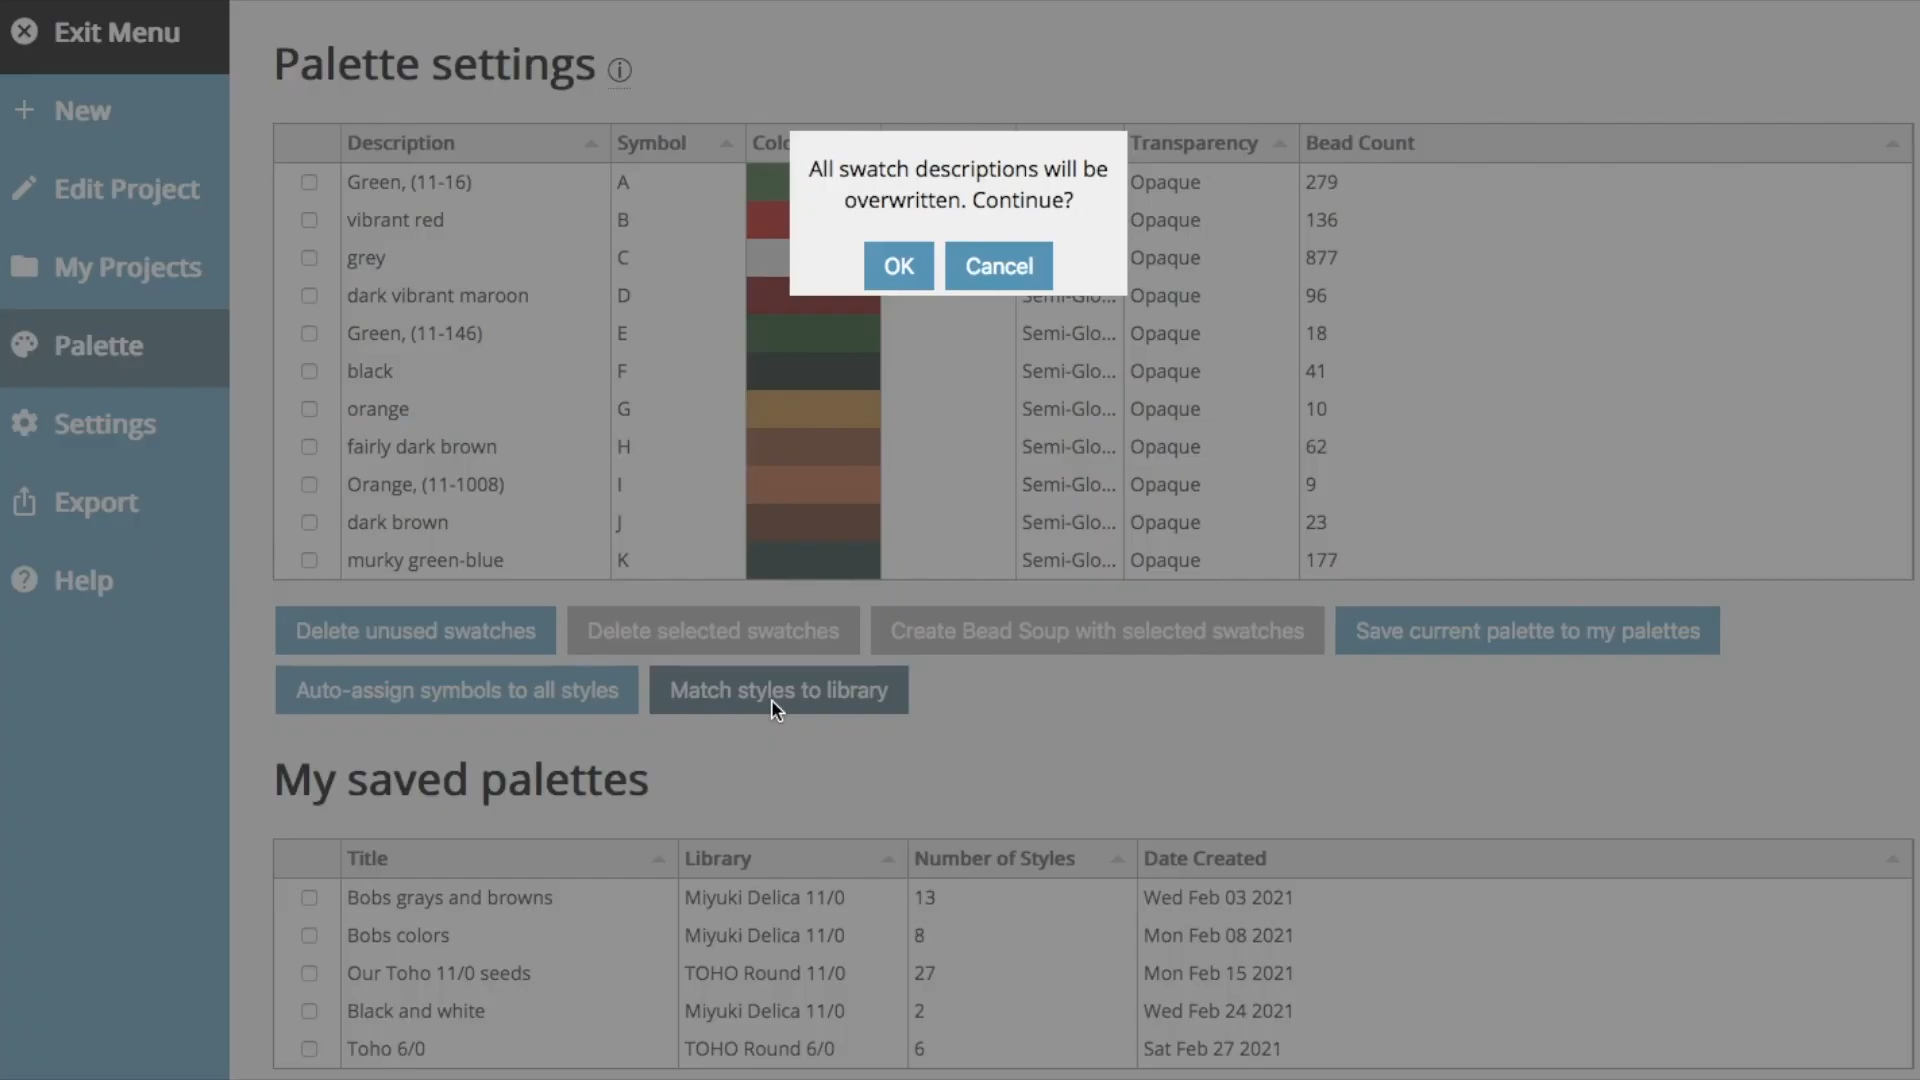 Exit Menu
New
Edit Project
My Projects
Palette
Settings
Export
Help
Palette settings
Description Symbol Transparency Bead Count
Green, (11-16) A Opaque 279
vibrant red B Opaque 136
grey C Opaque 877
dark vibrant maroon D Opaque 96
Green, (11-146) E Semi-Glo... Opaque 18
black F Semi-Glo... Opaque 41
orange G Semi-Glo... Opaque 10
fairly dark brown H Semi-Glo... Opaque 62
Orange, (11-1008) I Semi-Glo... Opaque 9
dark brown J Semi-Glo... Opaque 23
murky green-blue K Semi-Glo... Opaque 177
All swatch descriptions will be
overwritten. Continue?
OK Cancel
Delete unused swatches Delete selected swatches Create Bead Soup with selected swatches Save current palette to my palettes
Auto-assign symbols to all styles Match styles to library
My saved palettes
Title Library Number of Styles Date Created
Bobs grays and browns Miyuki Delica 11/0 13 Wed Feb 03 2021
Bobs colors Miyuki Delica 11/0 8 Mon Feb 08 2021
Our Toho 11/0 seeds TOHO Round 11/0 27 Mon Feb 15 2021
Black and white Miyuki Delica 11/0 2 Wed Feb 24 2021
Toho 6/0 TOHO Round 6/0 6 Sat Feb 27 2021